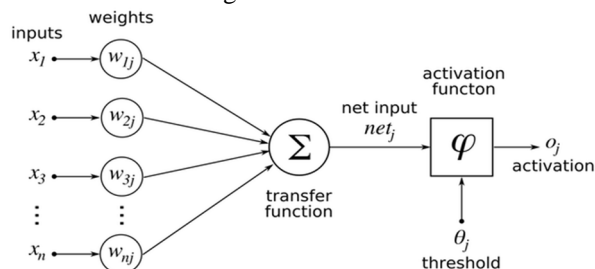 weights
inputs
x1
w1j
x2
w2j
x3
w3j
⋮
⋮
xn
wnj
Σ
transfer
function
net input
netj
activation
functon
φ
oj
activation
θj
threshold